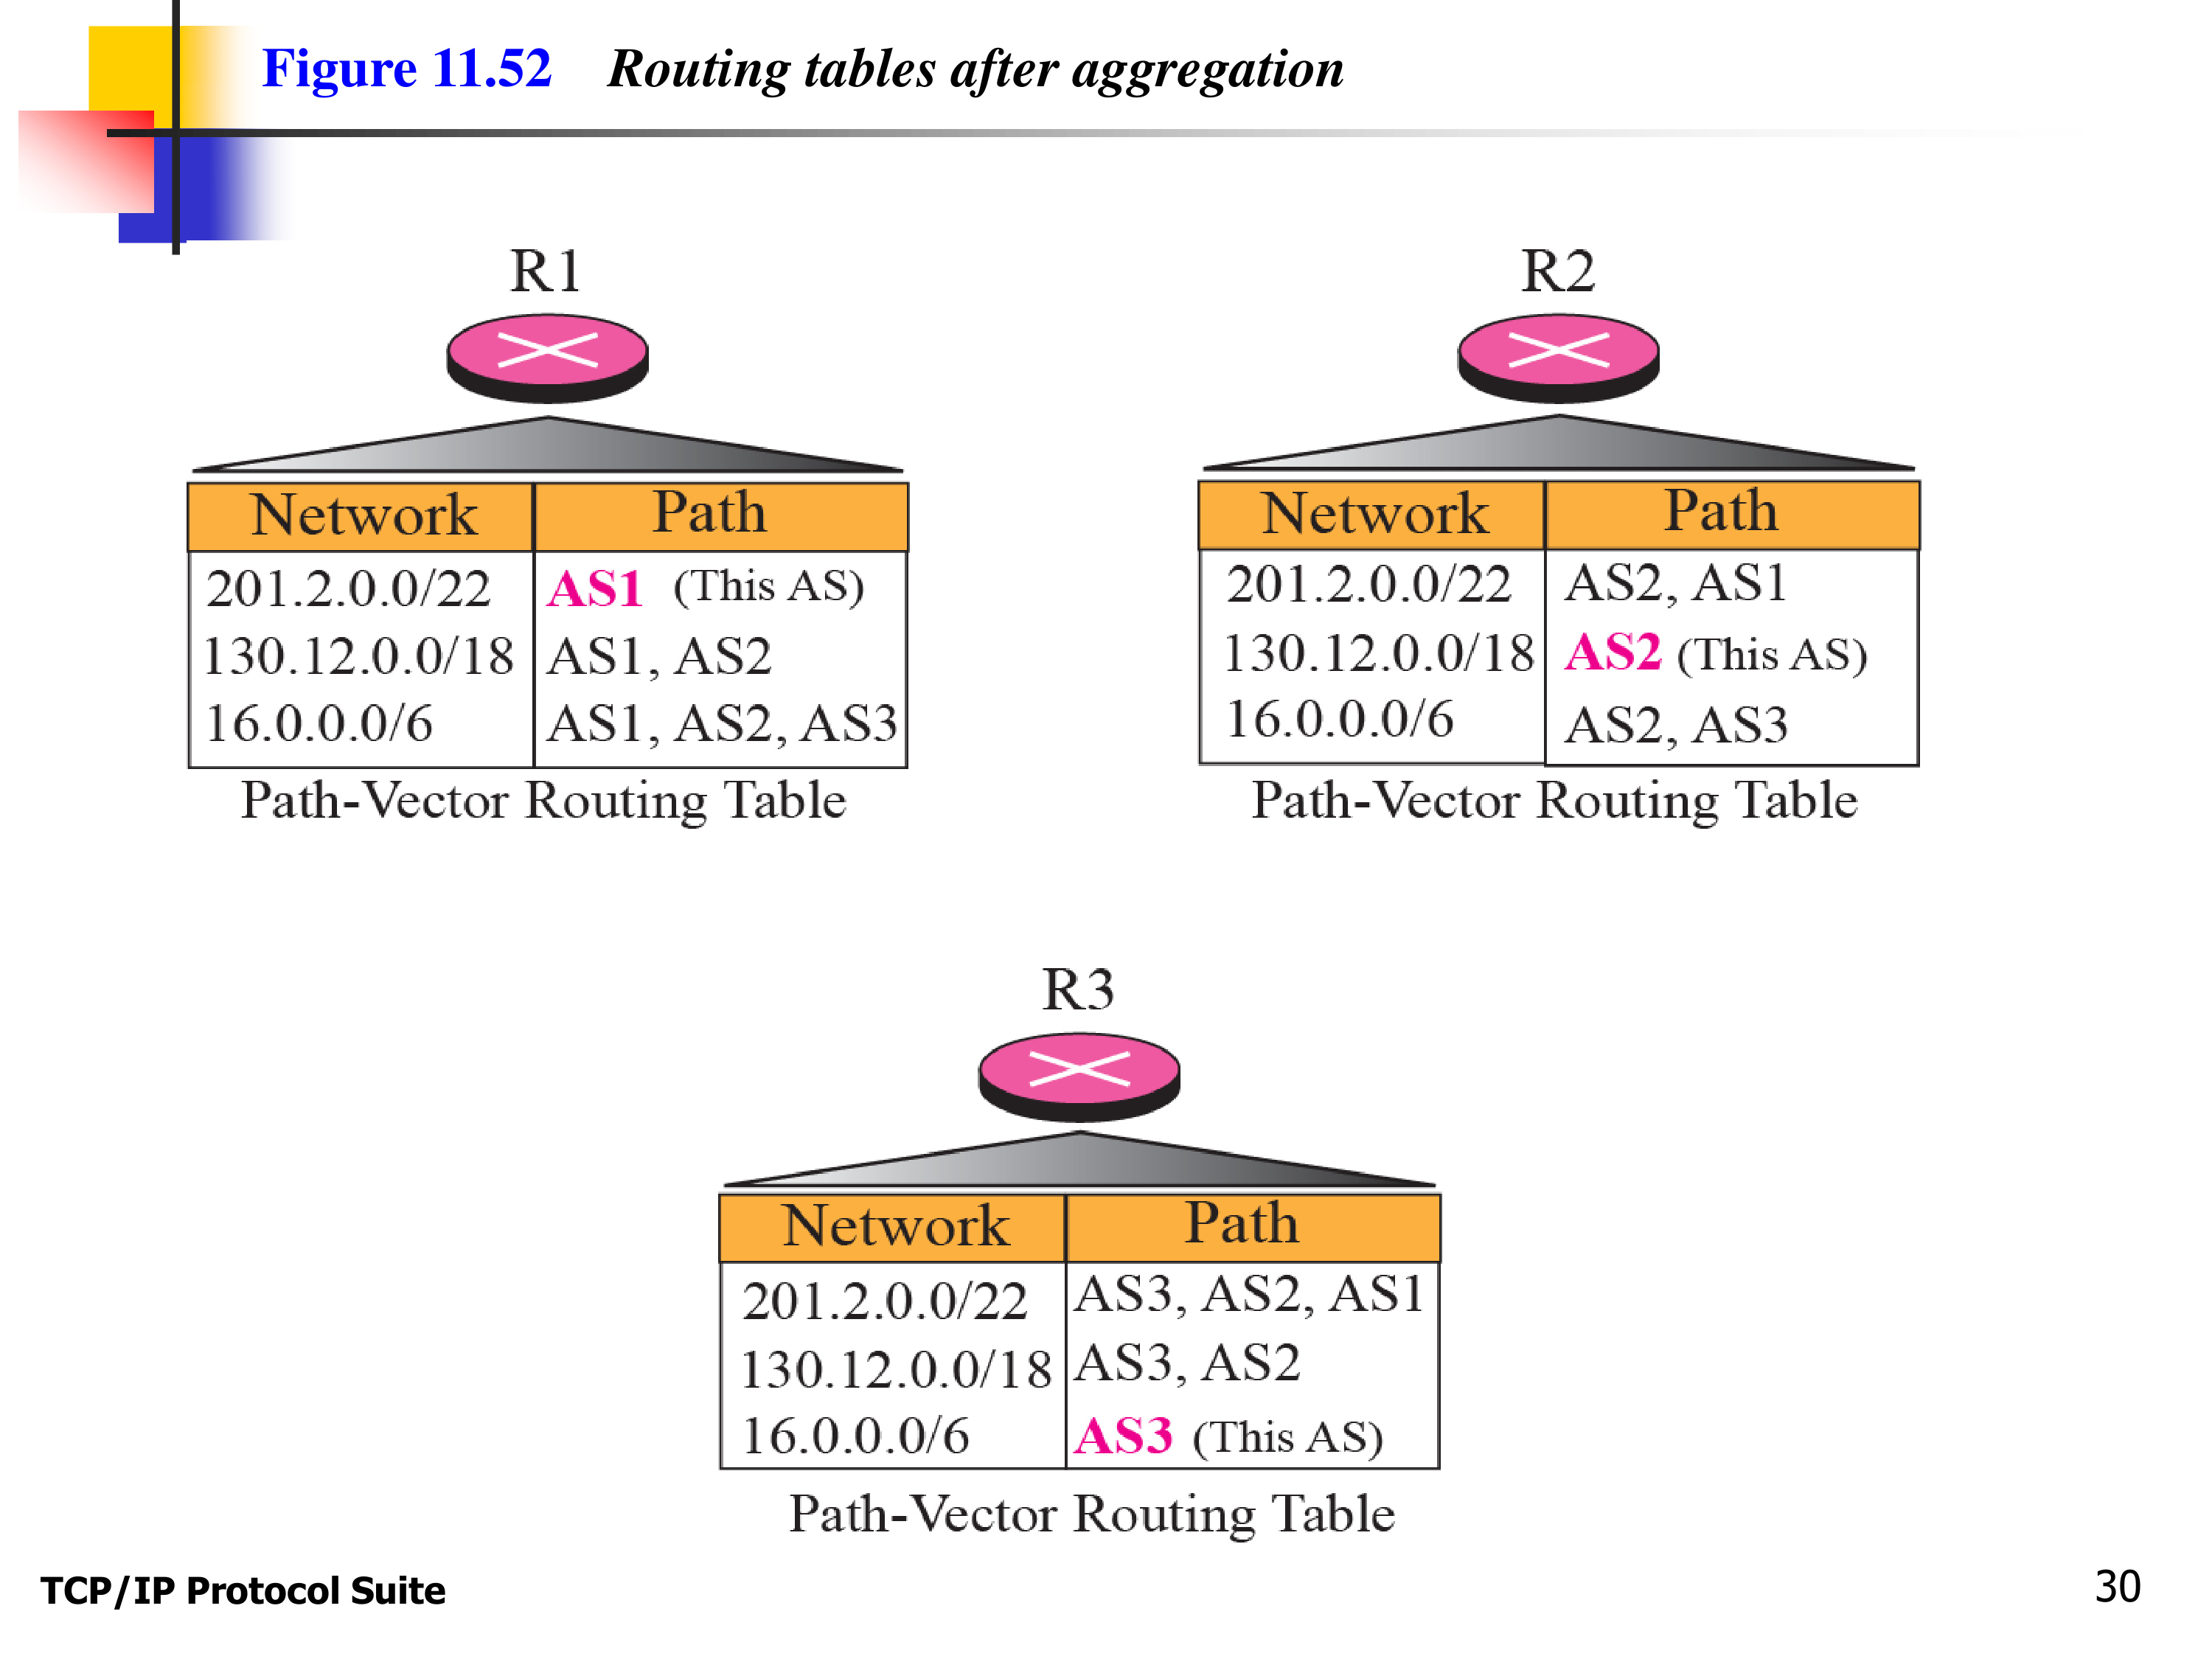 Figure 11.52 Routing tables after aggregation
R1
Network Path
201.2.0.0/22 AS1 (This AS)
130.12.0.0/18 AS1, AS2
16.0.0.0/6 AS1, AS2, AS3
Path-Vector Routing Table
R2
Network Path
201.2.0.0/22 AS2, AS1
130.12.0.0/18 AS2 (This AS)
16.0.0.0/6 AS2, AS3
Path-Vector Routing Table
R3
Network Path
201.2.0.0/22 AS3, AS2, AS1
130.12.0.0/18 AS3, AS2
16.0.0.0/6 AS3 (This AS)
Path-Vector Routing Table
TCP/IP Protocol Suite 30